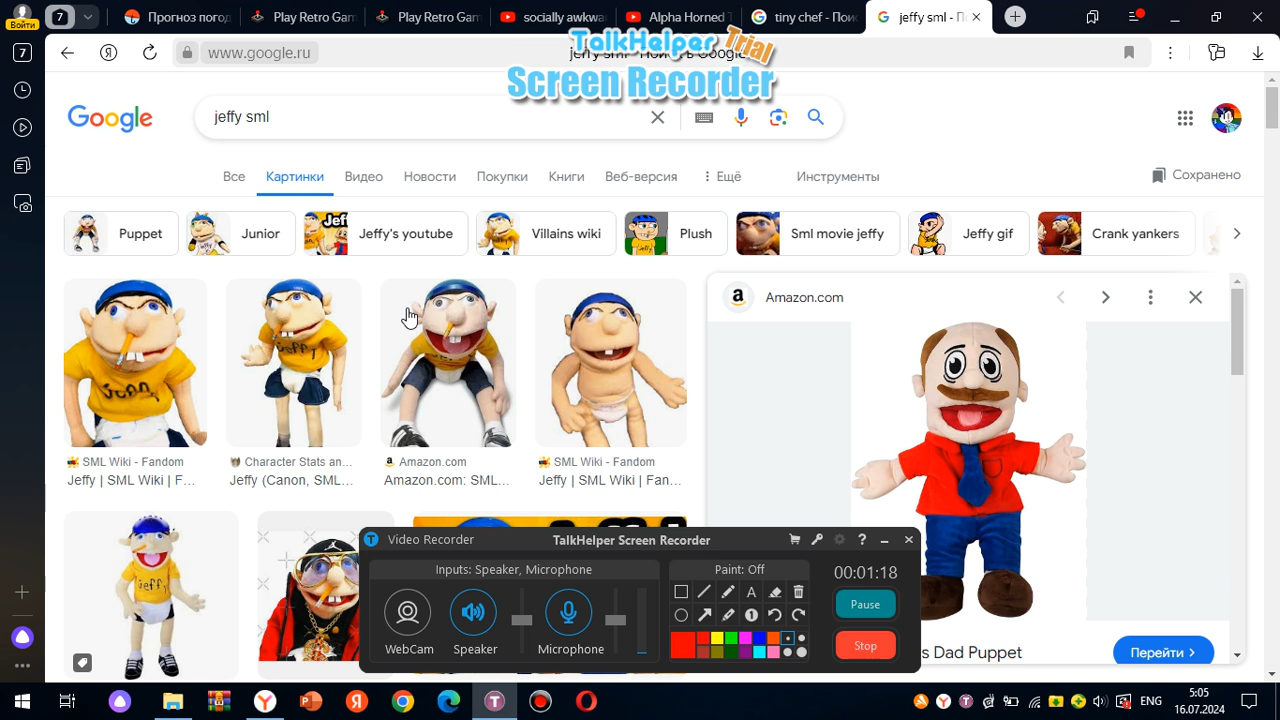 Войти
7
7
Прогноз погод
Play Retro Gam
Play Retro Gam
socially awkwa
Alpha Horned T
tiny chef - Поис
jeffy sml - По
www.google.ru
TalkHelper Trial
Screen Recorder
Google
jeffy sml
Все
Картинки
Видео
Новости
Покупки
Книги
Веб-версия
Ещё
Инструменты
Сохранено
Puppet
Junior
Jeffy's youtube
Villains wiki
Plush
Sml movie jeffy
Jeffy gif
Crank yankers
SML Wiki - Fandom
Jeffy | SML Wiki | F...
Character Stats an...
Jeffy (Canon, SML...
Amazon.com
Amazon.com: SML...
SML Wiki - Fandom
Jeffy | SML Wiki | Fan...
Amazon.com
s Dad Puppet
Перейти
Video Recorder
TalkHelper Screen Recorder
Inputs: Speaker, Microphone
WebCam
Speaker
Microphone
Paint: Off
00:01:18
Pause
Stop
ENG
5:05
16.07.2024